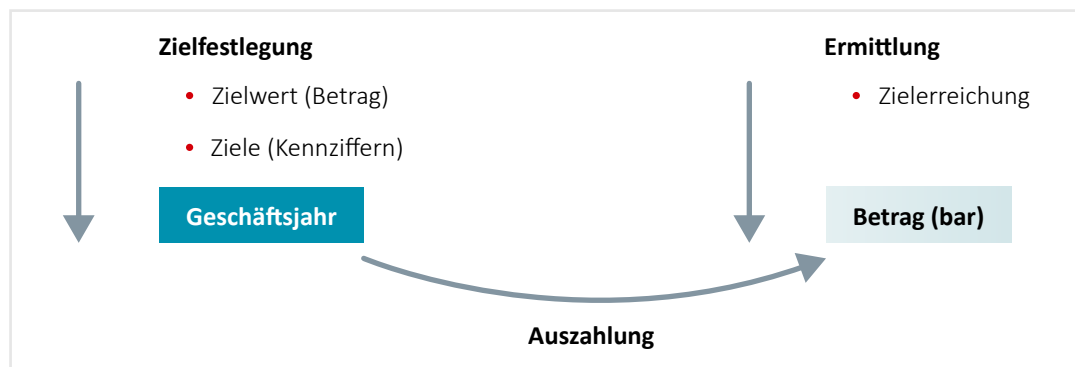 Zielfestlegung
• Zielwert (Betrag)
• Ziele (Kennziffern)
Geschäftsjahr
Ermittlung
• Zielerreichung
Betrag (bar)
Auszahlung